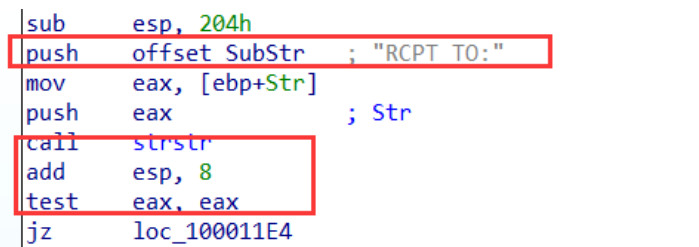 sub esp, 204h
push offset SubStr ; "RCPT TO:"
mov eax, [ebp+Str]
push eax ; Str
call strstr
add esp, 8
test eax, eax
jz loc_100011E4